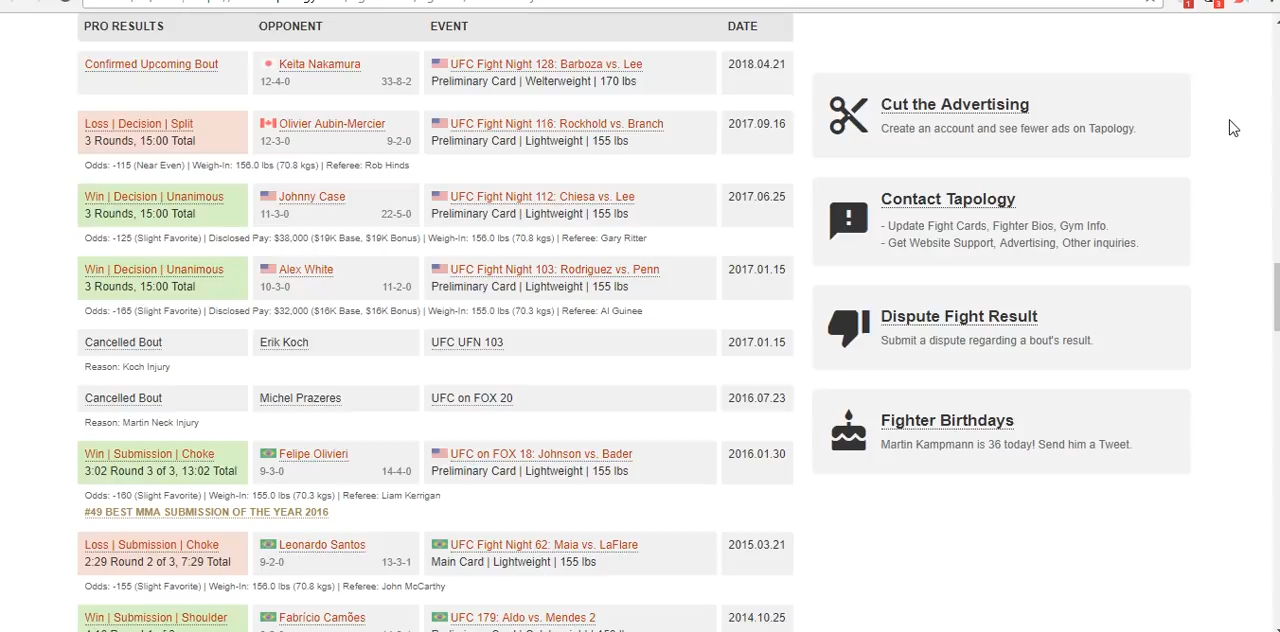 1
3
PRO RESULTS OPPONENT EVENT DATE
Confirmed Upcoming Bout Keita Nakamura UFC Fight Night 128: Barboza vs. Lee 2018.04.21
12-4-0 33-8-2 Preliminary Card | Welterweight | 170 lbs
Loss | Decision | Split Olivier Aubin-Mercier UFC Fight Night 116: Rockhold vs. Branch 2017.09.16
3 Rounds, 15:00 Total 12-3-0 9-2-0 Preliminary Card | Lightweight | 155 lbs
Odds: -115 (Near Even) | Weigh-In: 156.0 lbs (70.8 kgs) | Referee: Rob Hinds
Win | Decision | Unanimous Johnny Case UFC Fight Night 112: Chiesa vs. Lee 2017.06.25
3 Rounds, 15:00 Total 11-3-0 22-5-0 Preliminary Card | Lightweight | 155 lbs
Odds: -125 (Slight Favorite) | Disclosed Pay: $38,000 ($19K Base, $19K Bonus) | Weigh-In: 156.0 lbs (70.8 kgs) | Referee: Gary Ritter
Win | Decision | Unanimous Alex White UFC Fight Night 103: Rodriguez vs. Penn 2017.01.15
3 Rounds, 15:00 Total 10-3-0 11-2-0 Preliminary Card | Lightweight | 155 lbs
Odds: -165 (Slight Favorite) | Disclosed Pay: $32,000 ($16K Base, $16K Bonus) | Weigh-In: 155.0 lbs (70.3 kgs) | Referee: Al Guinee
Cancelled Bout Erik Koch UFC UFN 103 2017.01.15
Reason: Koch Injury
Cancelled Bout Michel Prazeres UFC on FOX 20 2016.07.23
Reason: Martin Neck Injury
Win | Submission | Choke Felipe Olivieri UFC on FOX 18: Johnson vs. Bader 2016.01.30
3:02 Round 3 of 3, 13:02 Total 9-3-0 14-4-0 Preliminary Card | Lightweight | 155 lbs
Odds: -160 (Slight Favorite) | Weigh-In: 155.0 lbs (70.3 kgs) | Referee: Liam Kerrigan
#49 BEST MMA SUBMISSION OF THE YEAR 2016
Loss | Submission | Choke Leonardo Santos UFC Fight Night 62: Maia vs. LaFlare 2015.03.21
2:29 Round 2 of 3, 7:29 Total 9-2-0 13-3-1 Main Card | Lightweight | 155 lbs
Odds: -155 (Slight Favorite) | Weigh-In: 156.0 lbs (70.8 kgs) | Referee: John McCarthy
Win | Submission | Shoulder Fabrício Camões UFC 179: Aldo vs. Mendes 2 2014.10.25
Cut the Advertising
Create an account and see fewer ads on Tapology.
Contact Tapology
- Update Fight Cards, Fighter Bios, Gym Info.
- Get Website Support, Advertising, Other inquiries.
Dispute Fight Result
Submit a dispute regarding a bout's result.
Fighter Birthdays
Martin Kampmann is 36 today! Send him a Tweet.